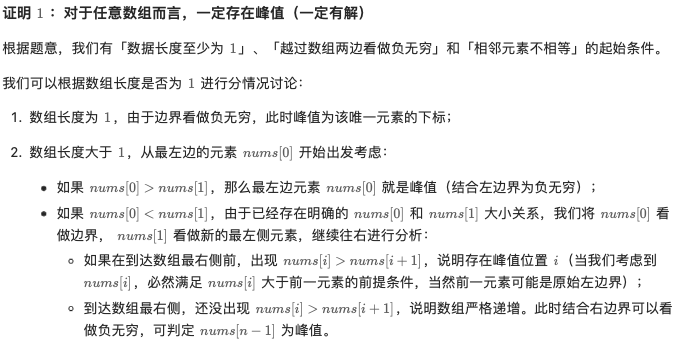 证明 1 ：对于任意数组而言，一定存在峰值（一定有解）
根据题意，我们有「数据长度至少为 1」、「越过数组两边看做负无穷」和「相邻元素不相等」的起始条件。
我们可以根据数组长度是否为 1 进行分情况讨论：
1. 数组长度为 1，由于边界看做负无穷，此时峰值为该唯一元素的下标；
2. 数组长度大于 1，从最左边的元素 nums[0] 开始出发考虑：
• 如果 nums[0] > nums[1]，那么最左边元素 nums[0] 就是峰值（结合左边界为负无穷）；
• 如果 nums[0] < nums[1]，由于已经存在明确的 nums[0] 和 nums[1] 大小关系，我们将 nums[0] 看
做边界， nums[1] 看做新的最左侧元素，继续往右进行分析：
◦ 如果在到达数组最右侧前，出现 nums[i] > nums[i + 1]，说明存在峰值位置 i（当我们考虑到
nums[i]，必然满足 nums[i] 大于前一元素的前提条件，当然前一元素可能是原始左边界）；
◦ 到达数组最右侧，还没出现 nums[i] > nums[i + 1]，说明数组严格递增。此时结合右边界可以看
做负无穷，可判定 nums[n − 1] 为峰值。